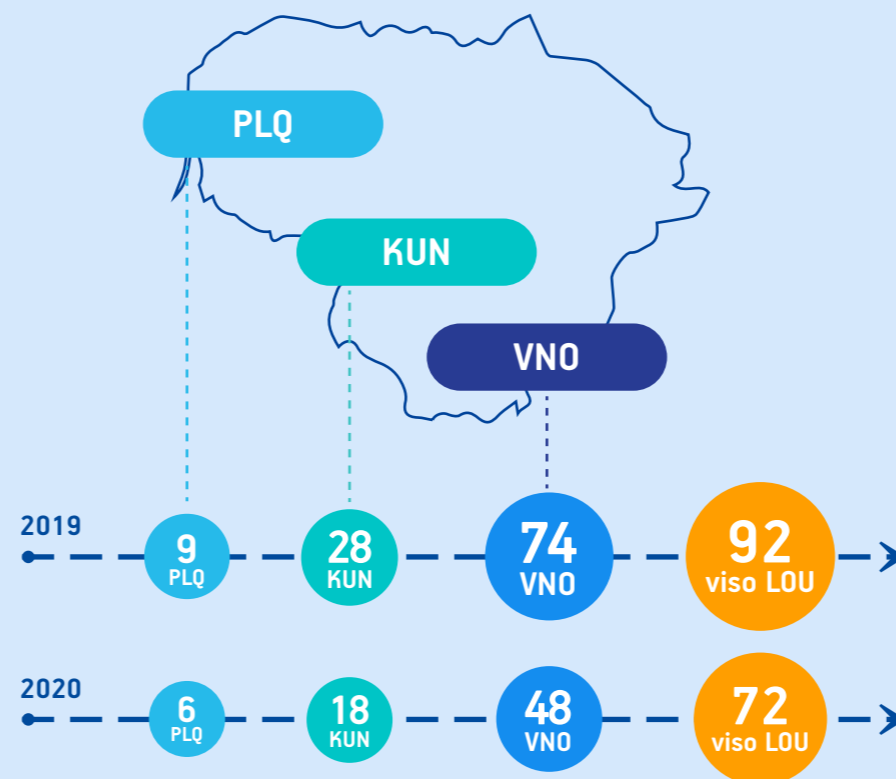 PLQ
KUN
VNO
2019
9
PLQ
28
KUN
74
VNO
92
viso LOU
2020
6
PLQ
18
KUN
48
VNO
72
viso LOU